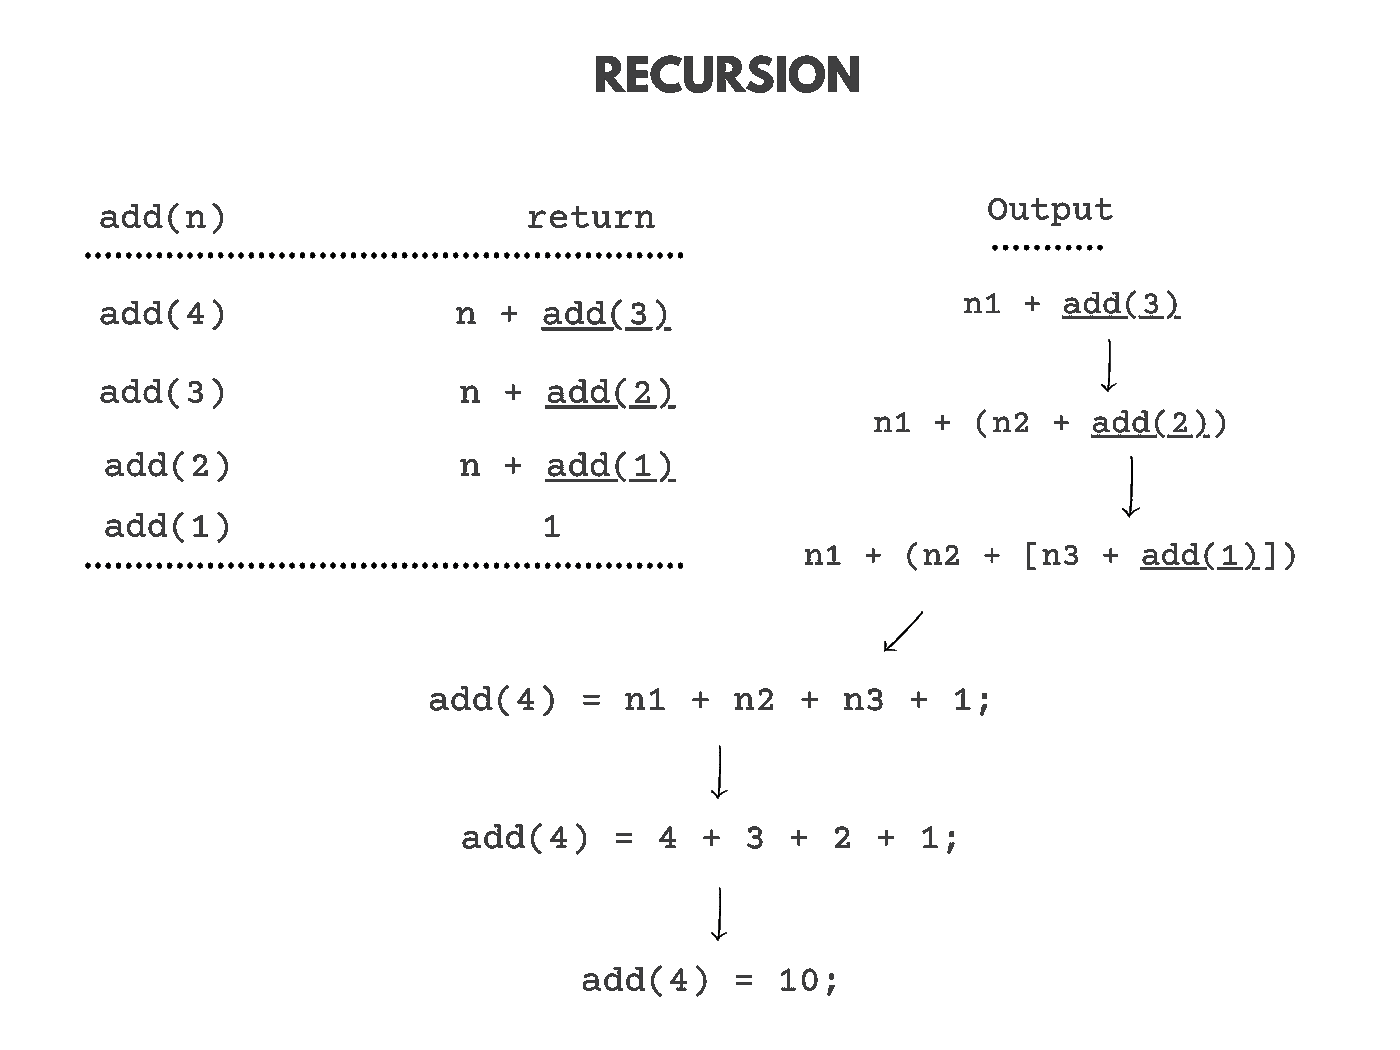 RECURSION
add(n) return
add(4) n + add(3)
add(3) n + add(2)
add(2) n + add(1)
add(1) 1
Output
n1 + add(3)
n1 + (n2 + add(2))
n1 + (n2 + [n3 + add(1)])
add(4) = n1 + n2 + n3 + 1;
add(4) = 4 + 3 + 2 + 1;
add(4) = 10;